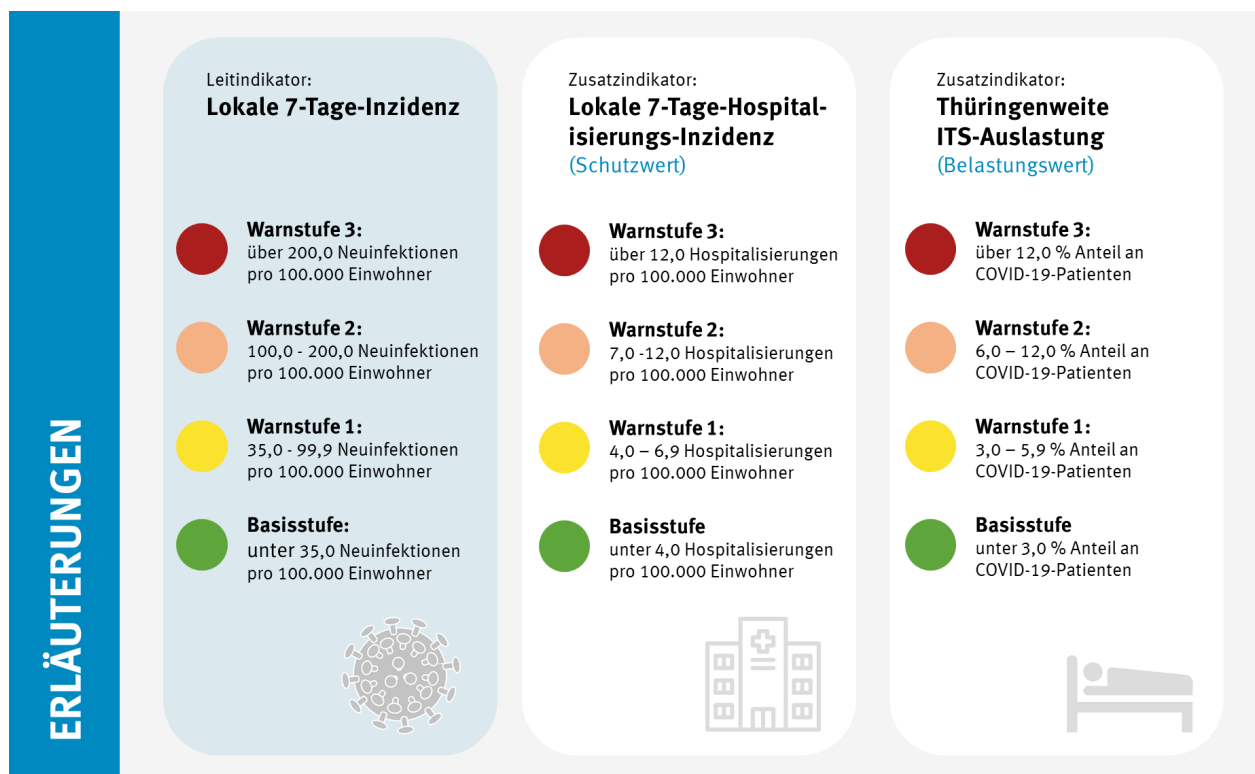 ERLÄUTERUNGEN
Leitindikator:
Lokale 7-Tage-Inzidenz
Warnstufe 3:
über 200,0 Neuinfektionen
pro 100.000 Einwohner
Warnstufe 2:
100,0 - 200,0 Neuinfektionen
pro 100.000 Einwohner
Warnstufe 1:
35,0 - 99,9 Neuinfektionen
pro 100.000 Einwohner
Basisstufe:
unter 35,0 Neuinfektionen
pro 100.000 Einwohner
Zusatzindikator:
Lokale 7-Tage-Hospital-
isierungs-Inzidenz
(Schutzwert)
Warnstufe 3:
über 12,0 Hospitalisierungen
pro 100.000 Einwohner
Warnstufe 2:
7,0 -12,0 Hospitalisierungen
pro 100.000 Einwohner
Warnstufe 1:
4,0 – 6,9 Hospitalisierungen
pro 100.000 Einwohner
Basisstufe
unter 4,0 Hospitalisierungen
pro 100.000 Einwohner
Zusatzindikator:
Thüringenweite
ITS-Auslastung
(Belastungswert)
Warnstufe 3:
über 12,0 % Anteil an
COVID-19-Patienten
Warnstufe 2:
6,0 – 12,0 % Anteil an
COVID-19-Patienten
Warnstufe 1:
3,0 – 5,9 % Anteil an
COVID-19-Patienten
Basisstufe
unter 3,0 % Anteil an
COVID-19-Patienten